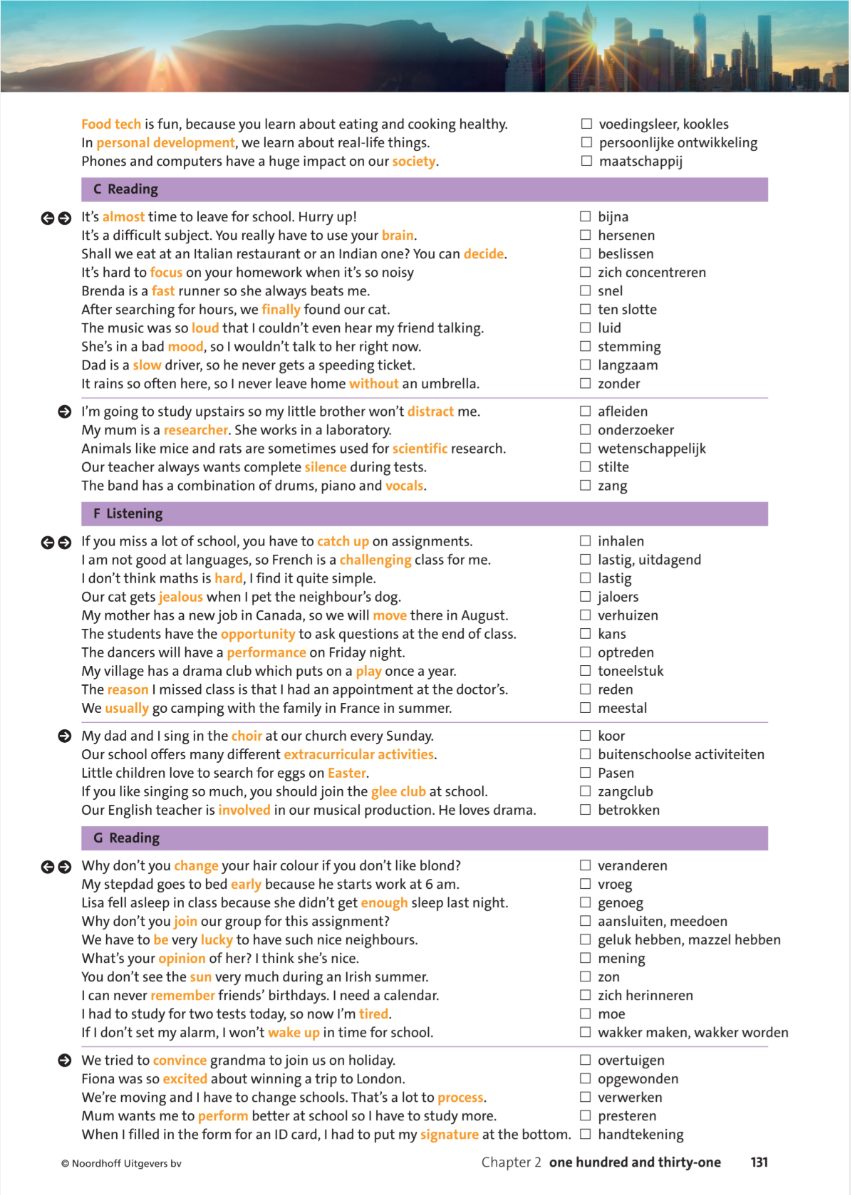 Food tech is fun, because you learn about eating and cooking healthy. ☐ voedingsleer, kookles
In personal development, we learn about real-life things. ☐ persoonlijke ontwikkeling
Phones and computers have a huge impact on our society. ☐ maatschappij
C Reading
It's almost time to leave for school. Hurry up! ☐ bijna
It's a difficult subject. You really have to use your brain. ☐ hersenen
Shall we eat at an Italian restaurant or an Indian one? You can decide. ☐ beslissen
It's hard to focus on your homework when it's so noisy ☐ zich concentreren
Brenda is a fast runner so she always beats me. ☐ snel
After searching for hours, we finally found our cat. ☐ ten slotte
The music was so loud that I couldn't even hear my friend talking. ☐ luid
She's in a bad mood, so I wouldn't talk to her right now. ☐ stemming
Dad is a slow driver, so he never gets a speeding ticket. ☐ langzaam
It rains so often here, so I never leave home without an umbrella. ☐ zonder
I'm going to study upstairs so my little brother won't distract me. ☐ afleiden
My mum is a researcher. She works in a laboratory. ☐ onderzoeker
Animals like mice and rats are sometimes used for scientific research. ☐ wetenschappelijk
Our teacher always wants complete silence during tests. ☐ stilte
The band has a combination of drums, piano and vocals. ☐ zang
F Listening
If you miss a lot of school, you have to catch up on assignments. ☐ inhalen
I am not good at languages, so French is a challenging class for me. ☐ lastig, uitdagend
I don't think maths is hard, I find it quite simple. ☐ lastig
Our cat gets jealous when I pet the neighbour's dog. ☐ jaloers
My mother has a new job in Canada, so we will move there in August. ☐ verhuizen
The students have the opportunity to ask questions at the end of class. ☐ kans
The dancers will have a performance on Friday night. ☐ optreden
My village has a drama club which puts on a play once a year. ☐ toneelstuk
The reason I missed class is that I had an appointment at the doctor's. ☐ reden
We usually go camping with the family in France in summer. ☐ meestal
My dad and I sing in the choir at our church every Sunday. ☐ koor
Our school offers many different extracurricular activities. ☐ buitenschoolse activiteiten
Little children love to search for eggs on Easter. ☐ Pasen
If you like singing so much, you should join the glee club at school. ☐ zangclub
Our English teacher is involved in our musical production. He loves drama. ☐ betrokken
G Reading
Why don't you change your hair colour if you don't like blond? ☐ veranderen
My stepdad goes to bed early because he starts work at 6 am. ☐ vroeg
Lisa fell asleep in class because she didn't get enough sleep last night. ☐ genoeg
Why don't you join our group for this assignment? ☐ aansluiten, meedoen
We have to be very lucky to have such nice neighbours. ☐ geluk hebben, mazzel hebben
What's your opinion of her? I think she's nice. ☐ mening
You don't see the sun very much during an Irish summer. ☐ zon
I can never remember friends' birthdays. I need a calendar. ☐ zich herinneren
I had to study for two tests today, so now I'm tired. ☐ moe
If I don't set my alarm, I won't wake up in time for school. ☐ wakker maken, wakker worden
We tried to convince grandma to join us on holiday. ☐ overtuigen
Fiona was so excited about winning a trip to London. ☐ opgewonden
We're moving and I have to change schools. That's a lot to process. ☐ verwerken
Mum wants me to perform better at school so I have to study more. ☐ presteren
When I filled in the form for an ID card, I had to put my signature at the bottom. ☐ handtekening
© Noordhoff Uitgevers bv Chapter 2 one hundred and thirty-one 131